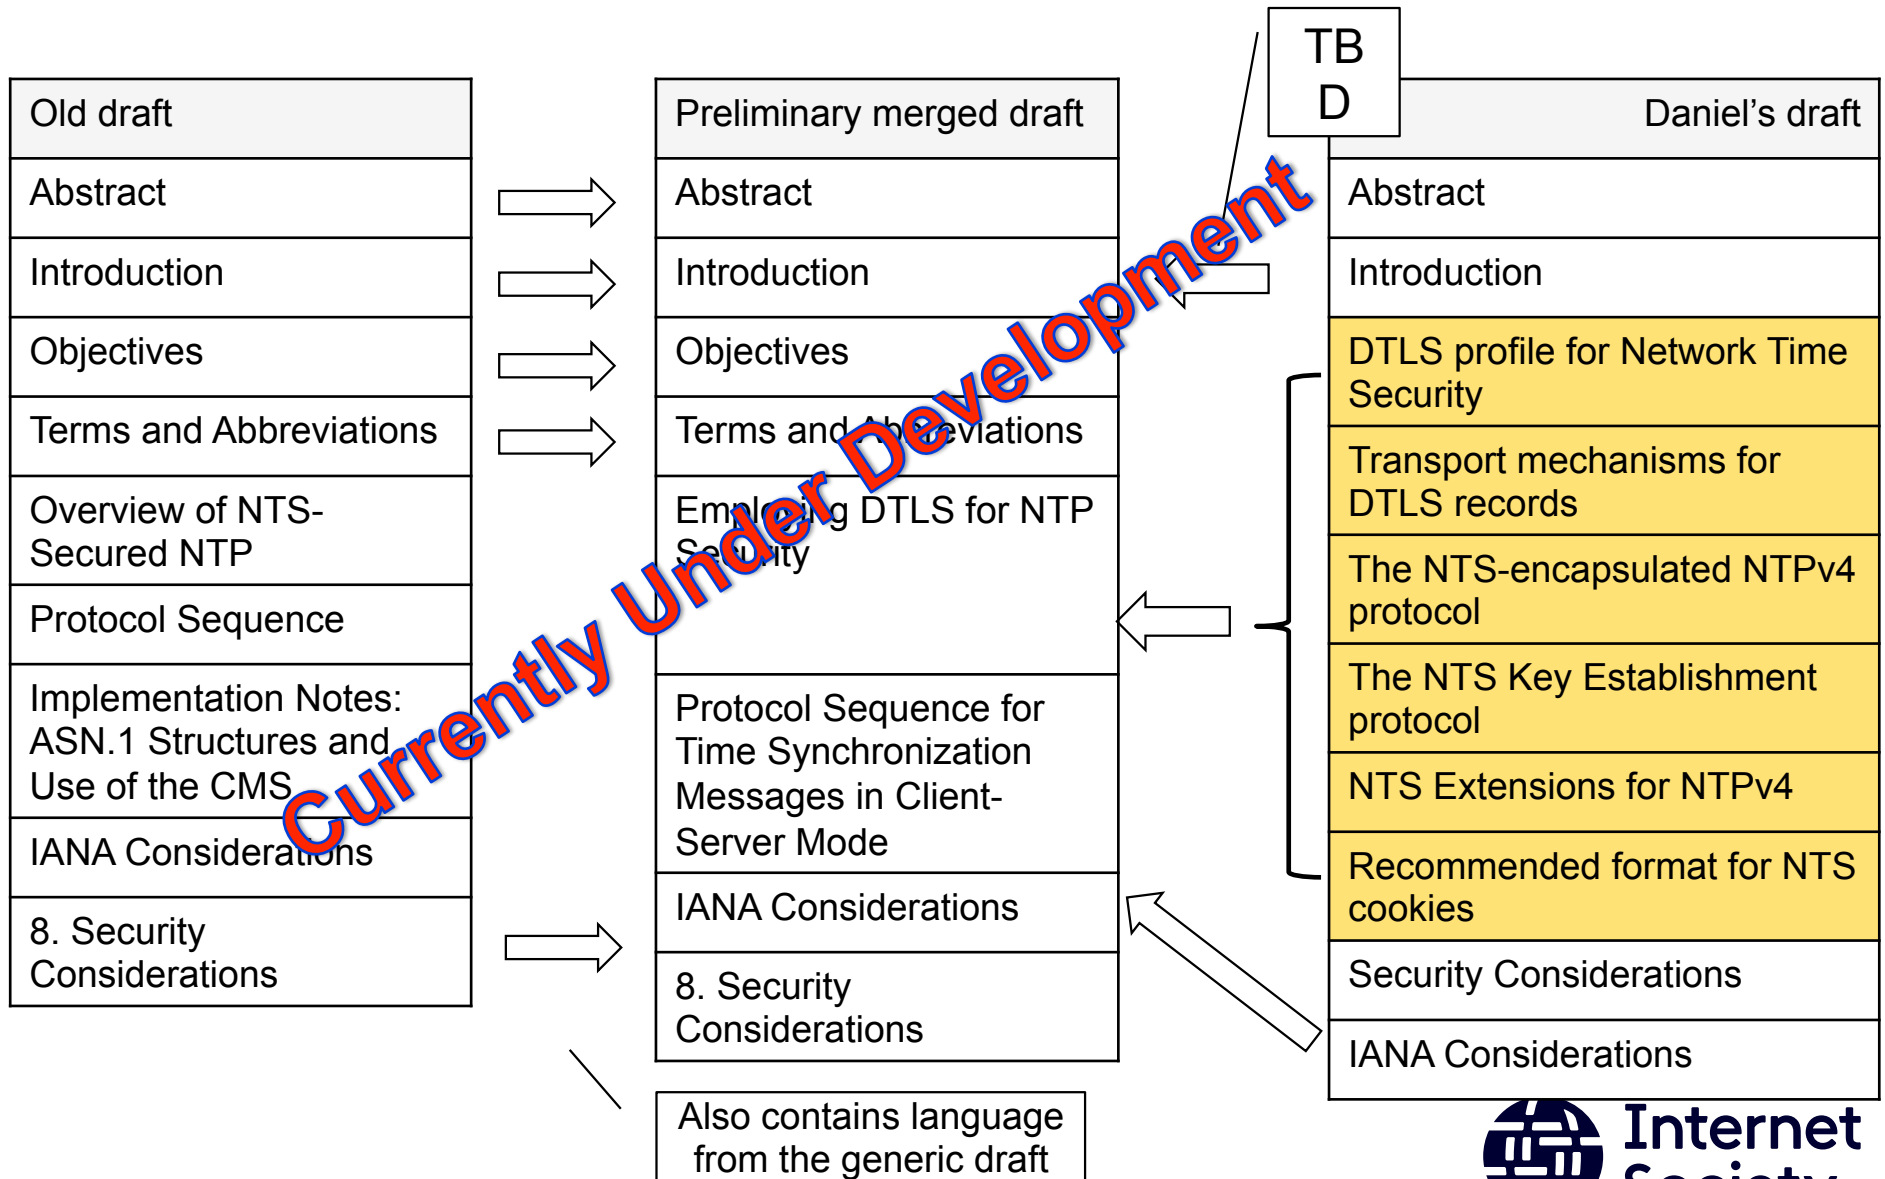 TB
D
Old draft
Abstract
Introduction
Objectives
Terms and Abbreviations
Overview of NTS-
Secured NTP
Protocol Sequence
Implementation Notes:
ASN.1 Structures and
Use of the CMS
IANA Considerations
8. Security
Considerations
Preliminary merged draft
Abstract
Introduction
Objectives
Terms and Abbreviations
Employing DTLS for NTP
Security
Protocol Sequence for
Time Synchronization
Messages in Client-
Server Mode
IANA Considerations
8. Security
Considerations
Also contains language
from the generic draft
Daniel’s draft
Abstract
Introduction
DTLS profile for Network Time
Security
Transport mechanisms for
DTLS records
The NTS-encapsulated NTPv4
protocol
The NTS Key Establishment
protocol
NTS Extensions for NTPv4
Recommended format for NTS
cookies
Security Considerations
IANA Considerations
Currently Under Development
Internet
Society